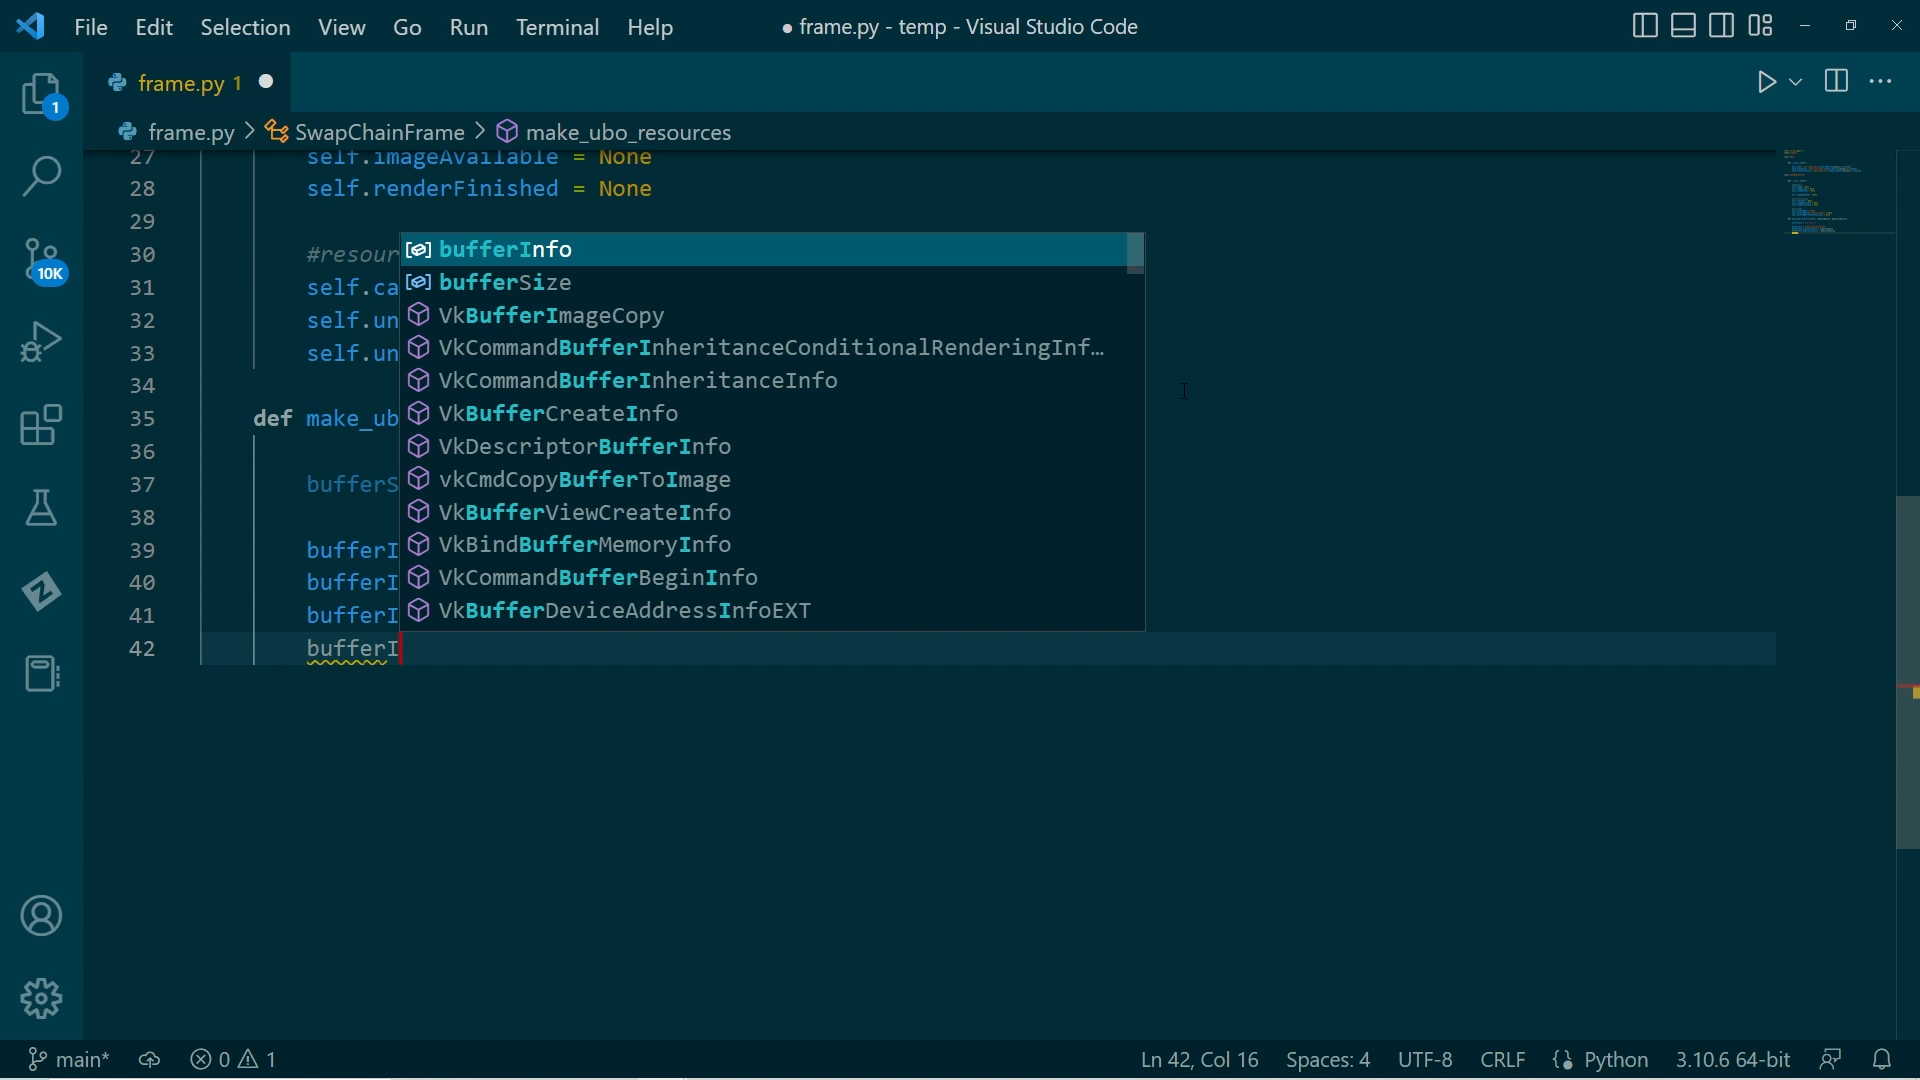 File Edit Selection View Go Run Terminal Help
● frame.py - temp - Visual Studio Code
frame.py 1
frame.py > SwapChainFrame > make_ubo_resources
1
10K
27 self.imageAvailable = None
28 self.renderFinished = None
29
30 #resour
31 self.ca
32 self.un
33 self.un
34
35 def make_ub
36
37 bufferS
38
39 bufferI
40 bufferI
41 bufferI
42 bufferI
bufferInfo
bufferSize
VkBufferImageCopy
VkCommandBufferInheritanceConditionalRenderingInf…
VkCommandBufferInheritanceInfo
VkBufferCreateInfo
VkDescriptorBufferInfo
vkCmdCopyBufferToImage
VkBufferViewCreateInfo
VkBindBufferMemoryInfo
VkCommandBufferBeginInfo
VkBufferDeviceAddressInfoEXT
main* 0 1 Ln 42, Col 16 Spaces: 4 UTF-8 CRLF Python 3.10.6 64-bit